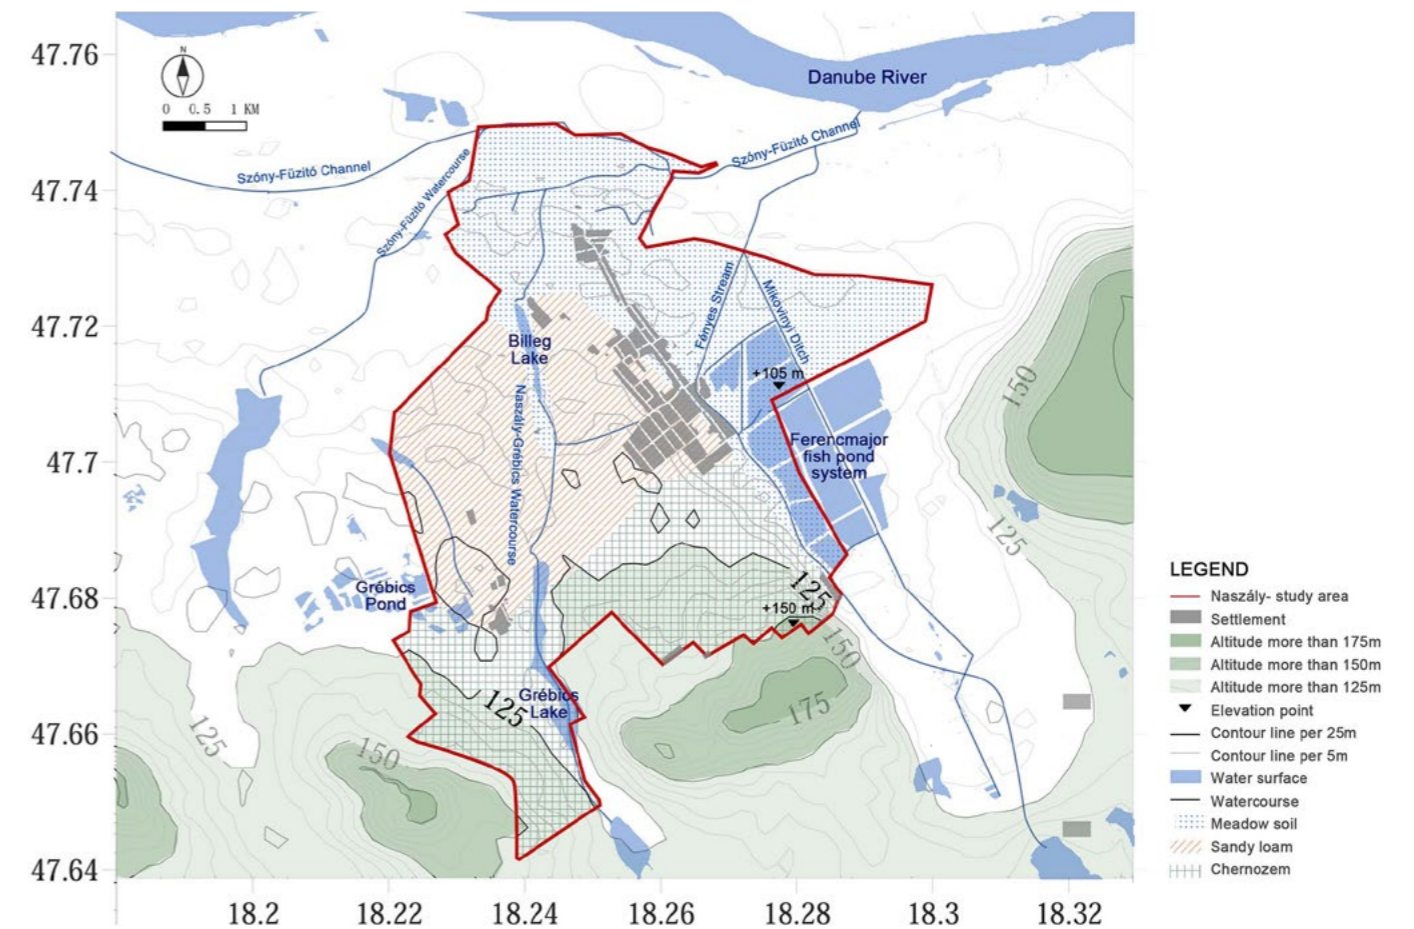 47.76
47.74
47.72
47.7
47.68
47.66
47.64
N
0 0.5 1 KM
Danube River
Szőny-Füzitő Channel
Szőny-Füzitő Channel
Szőny-Füzitő Watercourse
Fényes Stream
Mikovinyi Ditch
Billeg
Lake
+105 m
Naszály-Grébics Watercourse
Ferencmajor
fish pond
system
150
125
Grébics
Pond
125
+150 m
150
Grébics
Lake
125
175
125
150
18.2 18.22 18.24 18.26 18.28 18.3 18.32
LEGEND
Naszály- study area
Settlement
Altitude more than 175m
Altitude more than 150m
Altitude more than 125m
Elevation point
Contour line per 25m
Contour line per 5m
Water surface
Watercourse
Meadow soil
Sandy loam
Chernozem